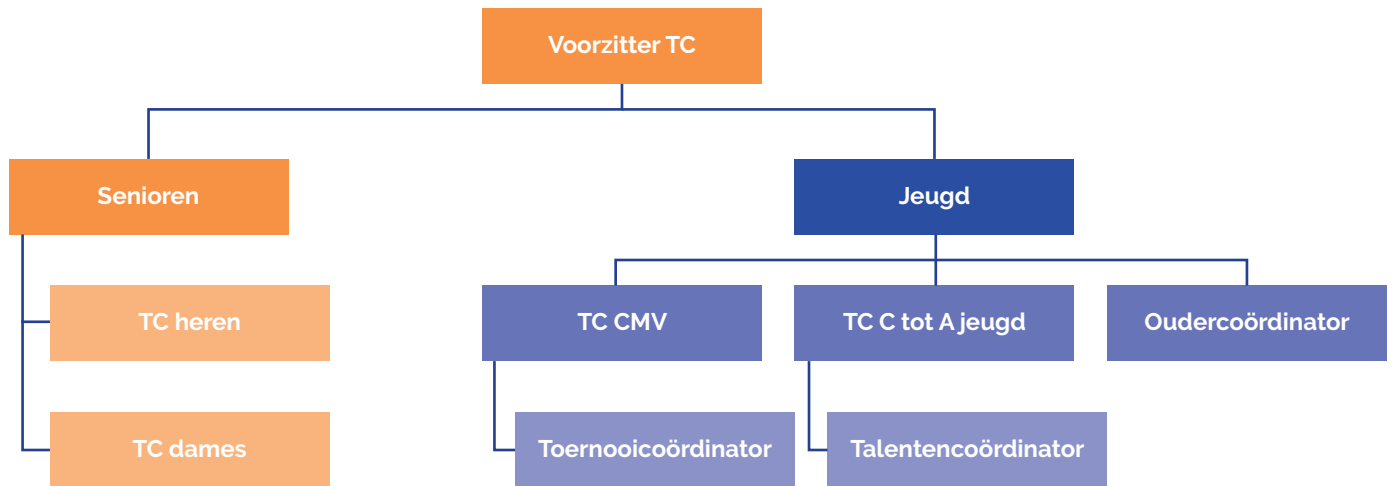 Voorzitter TC
Senioren
Jeugd
TC heren
TC CMV
TC C tot A jeugd
Oudercoördinator
TC dames
Toernooicoördinator
Talentencoördinator